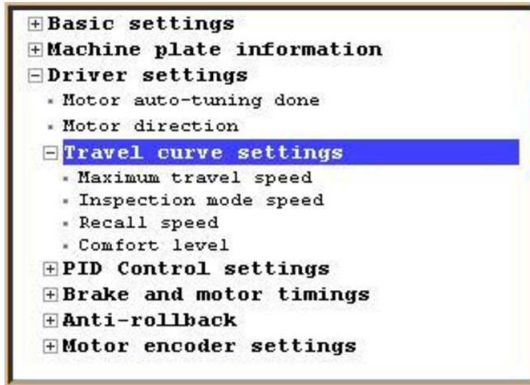 Basic settings
Machine plate information
Driver settings
Motor auto-tuning done
Motor direction
Travel curve settings
Maximum travel speed
Inspection mode speed
Recall speed
Comfort level
PID Control settings
Brake and motor timings
Anti-rollback
Motor encoder settings